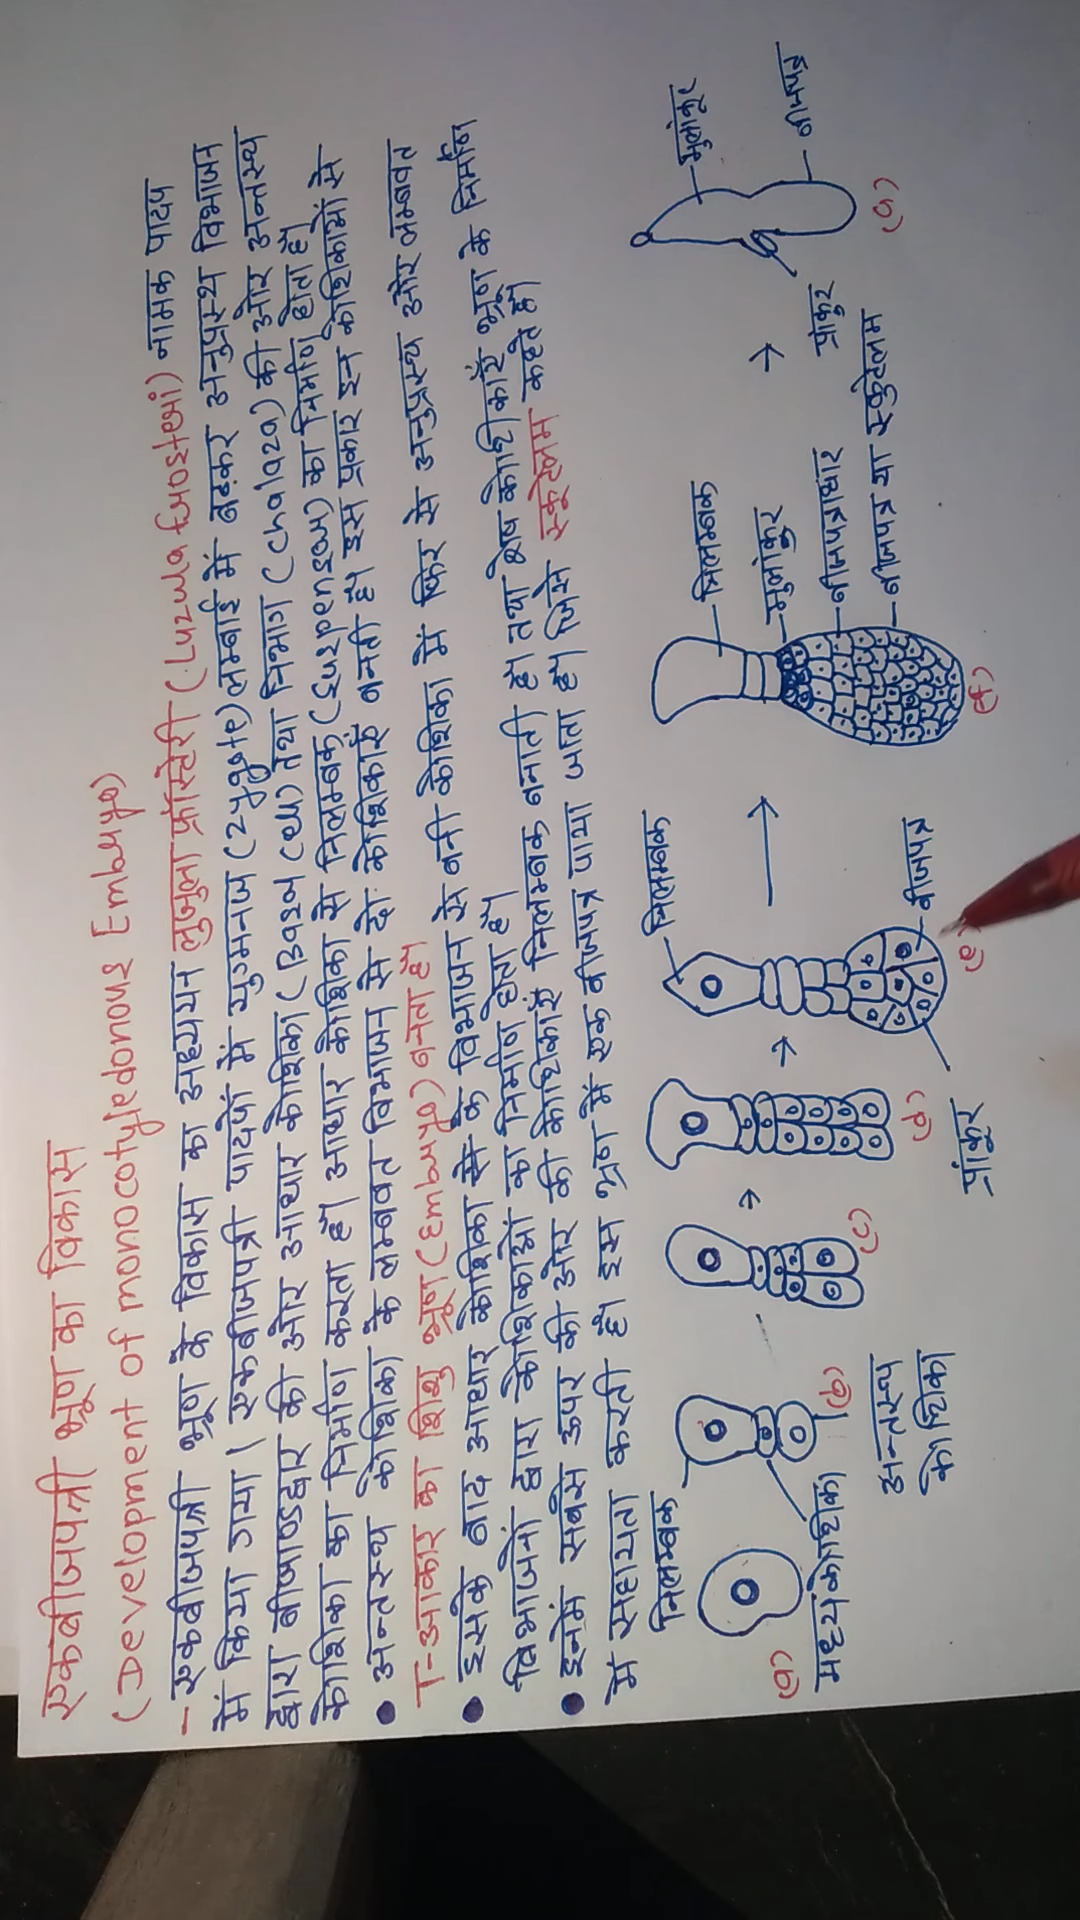 एकबीजपत्री भ्रूण का विकास
(Development of monocotyledonous Embryo)
- एकबीजपत्री भ्रूण के विकास का अध्ययन लुजुला फ्रॉस्टेरी (Luzula frosterii) नामक पादप
में किया गया। एकबीजपत्री पादपों में युग्मनज (Zygote) लम्बाई में बढ़कर अनुप्रस्थ विभाजन
द्वारा बीजाण्डद्वार की ओर आधार कोशिका (Basal Cell) तथा निभाग (Chalaza) की ओर अन्तस्थ
कोशिका का निर्माण करता है। आधार कोशिका से निलम्बक (Suspensor) का निर्माण होता है।
• अन्तस्थ कोशिका के लम्बवत विभाजन से दो कोशिकाऐं बनती है। इस प्रकार इन कोशिकाओं से
T-आकार का शिशु भ्रूण (Embryo) बनता है।
• इसके बाद आधार कोशिका से के विभाजन से बनी कोशिका में फिर से अनुप्रस्थ और लम्बवत
विभाजनों द्वारा कोशिकाओं का निर्माण होता है।
• इनमें सबसे ऊपर की ओर की कोशिकाऐं निलम्बक बनाती है। तथा शेष कोशिकाऐं भ्रूण के निर्माण
में सहायता करती है। इस भ्रूण में एक बीजपत्र पाया जाता है। जिसे स्कूटेलम कहते है।
निलम्बक
(a)
मध्यकोशिका
(b)
अन्तस्थ
कोशिका
(c)
(d)
निलम्बक
(e)
बीजपत्र
प्रांकुर
निलम्बक
मुलांकुर
बीजपत्राधार
बीजपत्र या स्कुटेलम
(f)
मुलांकुर
बीजपत्र
प्रांकुर
(g)